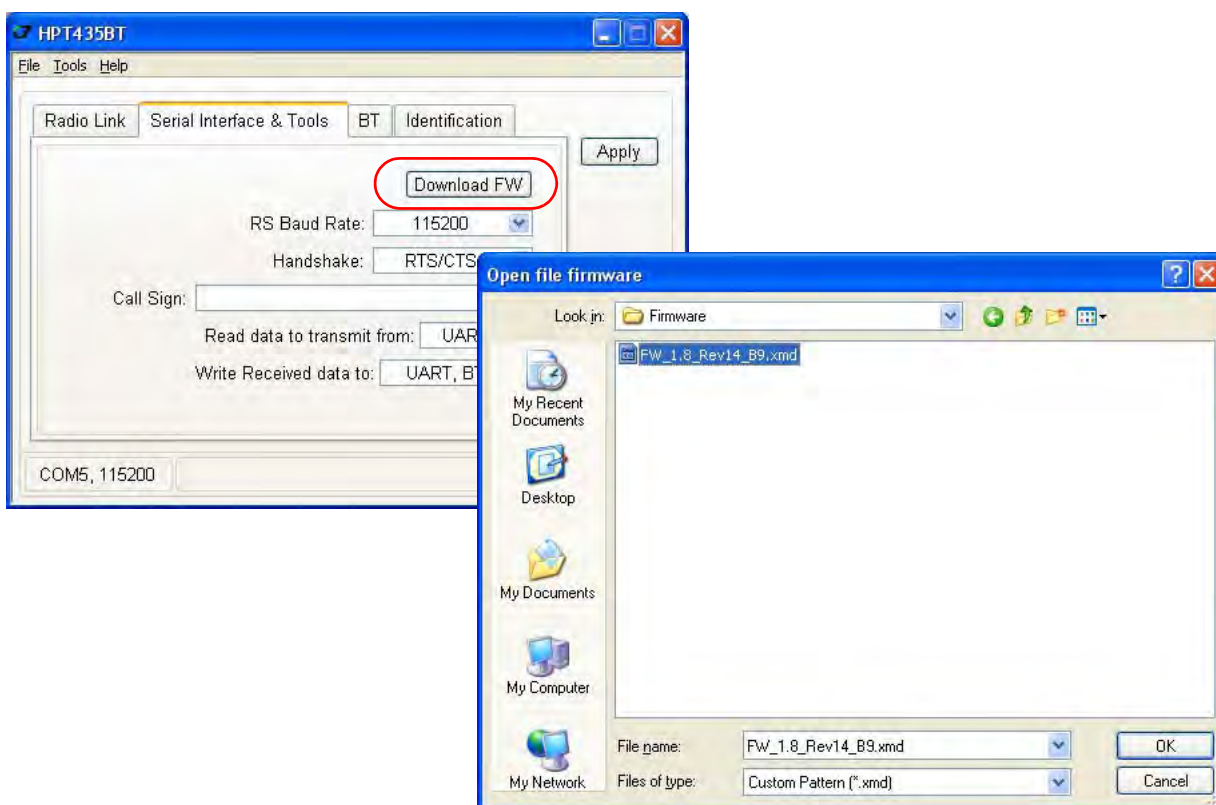 HPT435BT
File Tools Help
Radio Link Serial Interface & Tools BT Identification
Apply
Download FW
RS Baud Rate: 115200
Handshake: RTS/CTS
Call Sign:
Read data to transmit from: UAR
Write Received data to: UART, B
COM5, 115200
Open file firmware
Look in: Firmware
FW_1.8_Rev14_B9.xmd
My Recent
Documents
Desktop
My Documents
My Computer
My Network
File name: FW_1.8_Rev14_B9.xmd OK
Files of type: Custom Pattern (*.xmd) Cancel